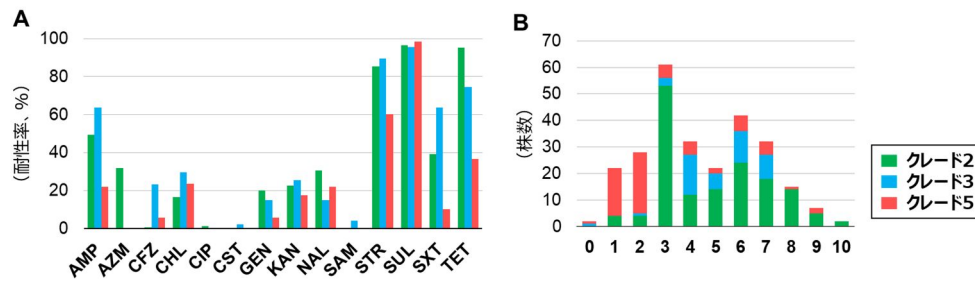 A
(耐性率、%)
100
80
60
40
20
0
AMP
AZM
CFZ
CHL
CIP
CST
GEN
KAN
NAL
SAM
STR
SUL
SXT
TET
B
(株数)
70
60
50
40
30
20
10
0
0 1 2 3 4 5 6 7 8 9 10
クレード2
クレード3
クレード5